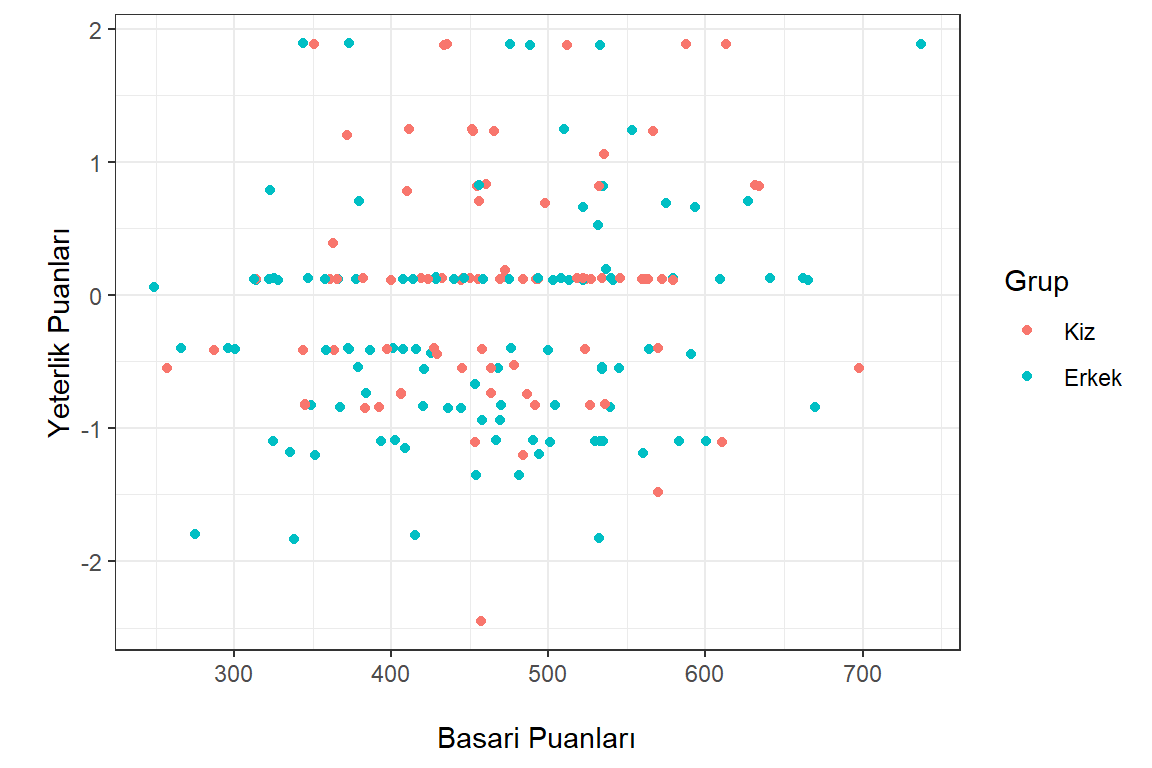 2
1
0
-1
-2
Yeterlik Puanları
300 400 500 600 700
Basari Puanları
Grup
Kiz
Erkek